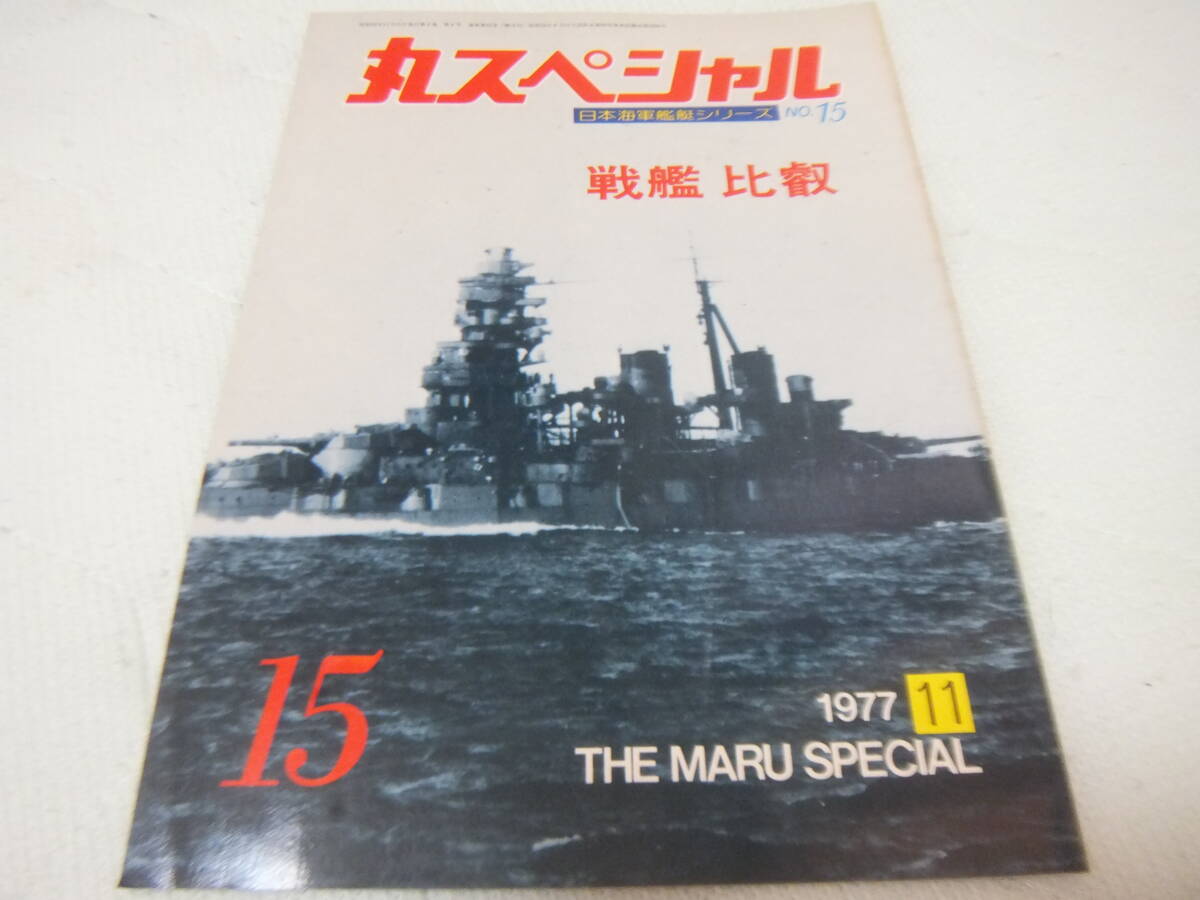 丸スペシャル
日本海軍艦艇シリーズ NO.15
戦艦 比叡
15
1977 11
THE MARU SPECIAL